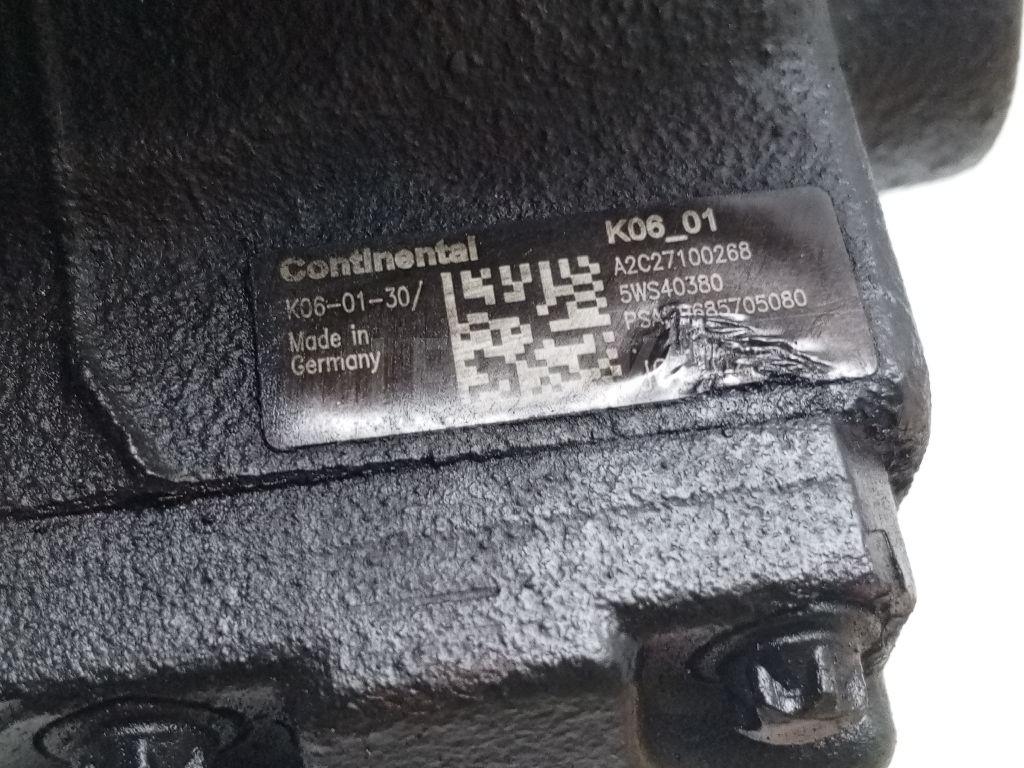 Continental
K06-01-30/
Made in
Germany
K06_01
A2C27100268
5WS40380